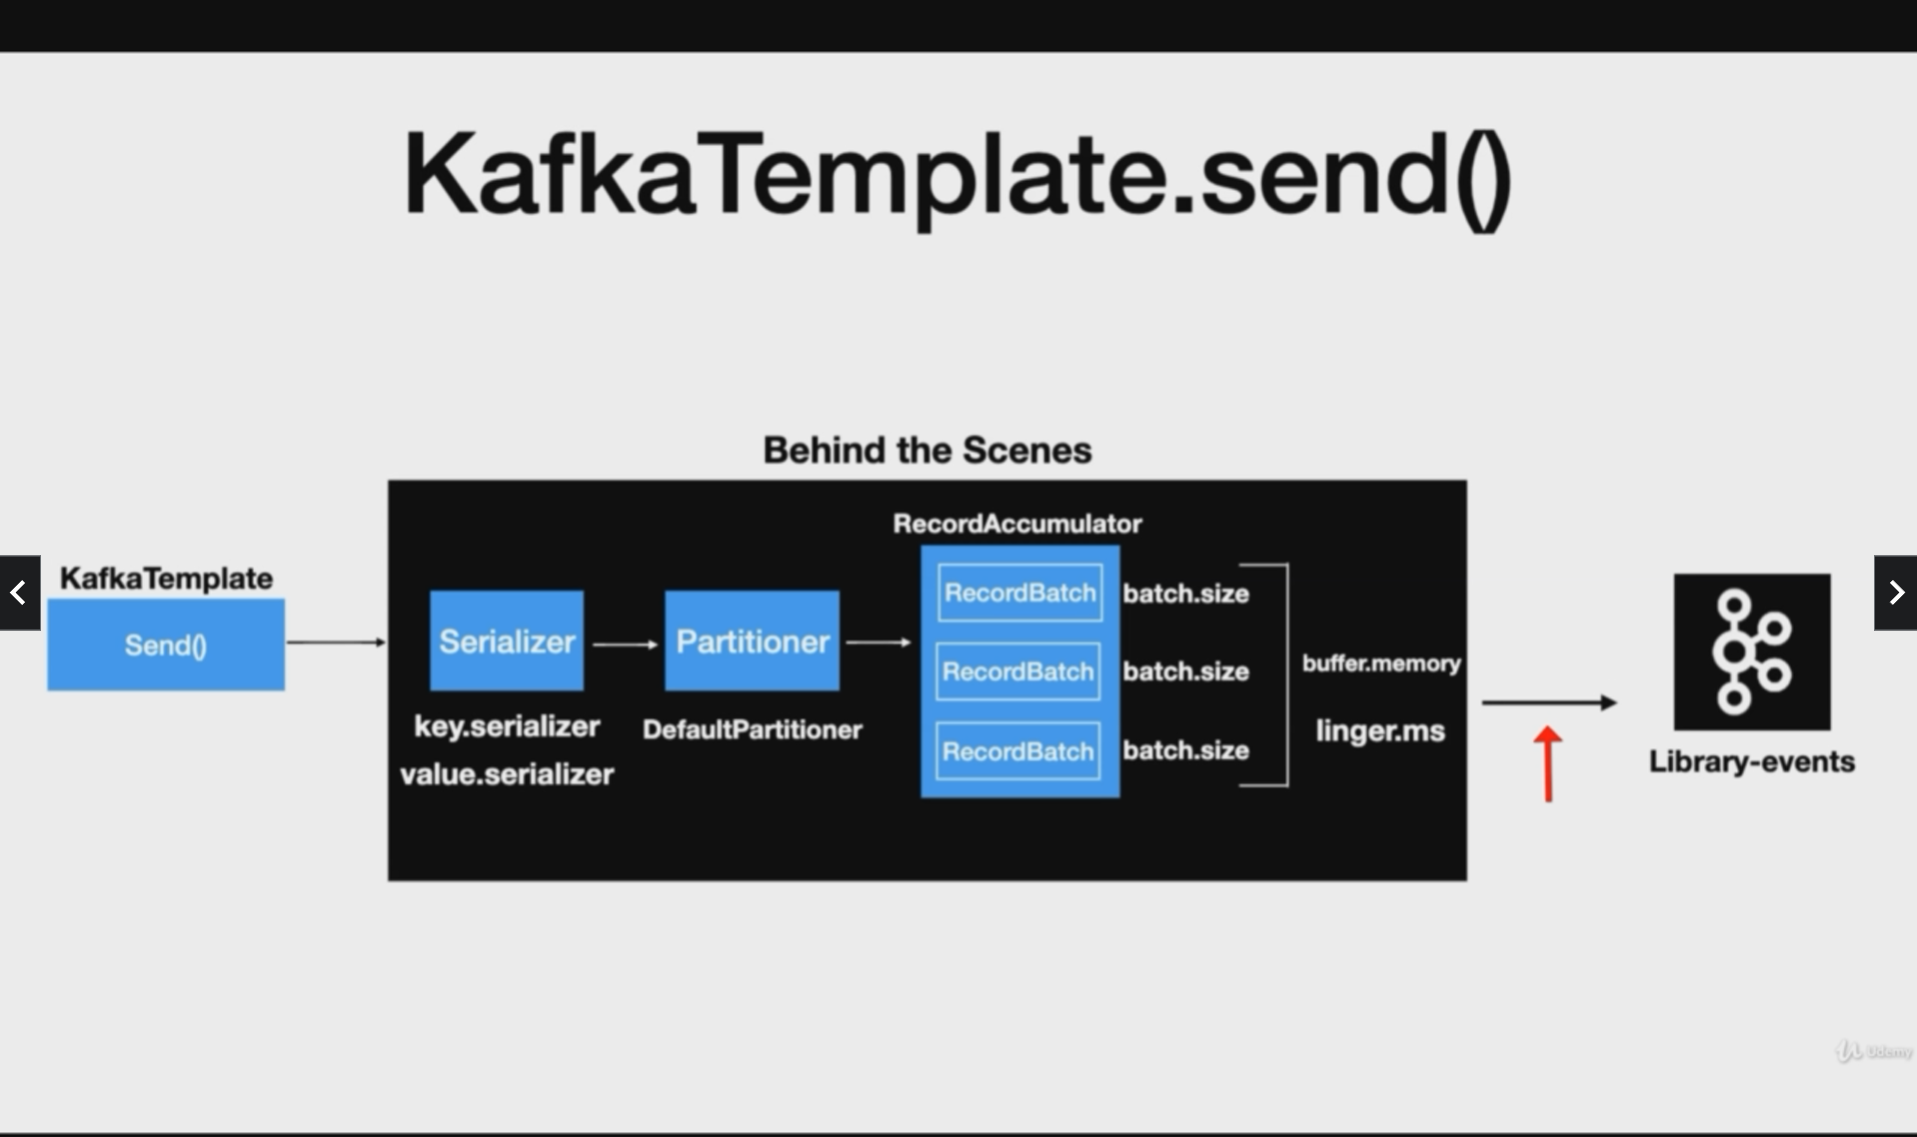 KafkaTemplate.send()
Behind the Scenes
KafkaTemplate
Send()
Serializer
key.serializer
value.serializer
Partitioner
DefaultPartitioner
RecordAccumulator
RecordBatch batch.size
RecordBatch batch.size
RecordBatch batch.size
buffer.memory
linger.ms
Library-events
Udemy